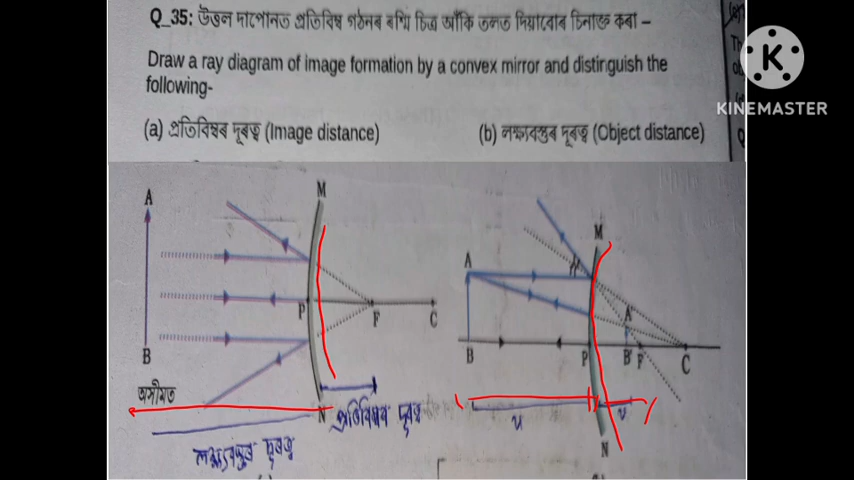 Q_35: উত্তল দাপোনত প্ৰতিবিম্ব গঠনৰ ৰশ্মি চিত্ৰ আঁকি তলত দিয়াবোৰ চিনাক্ত কৰা –
Draw a ray diagram of image formation by a convex mirror and distinguish the
following-
(a) প্ৰতিবিম্বৰ দূৰত্ব (Image distance)
(b) লক্ষ্যবস্তুৰ দূৰত্ব (Object distance)
KINEMASTER
A
M
P
F
C
B
অসীমত
N
প্ৰতিবিম্বৰ দূৰত্ব
লক্ষ্যবস্তুৰ দূৰত্ব
M
A
A'
B
P
B'
F
C
u
v
N